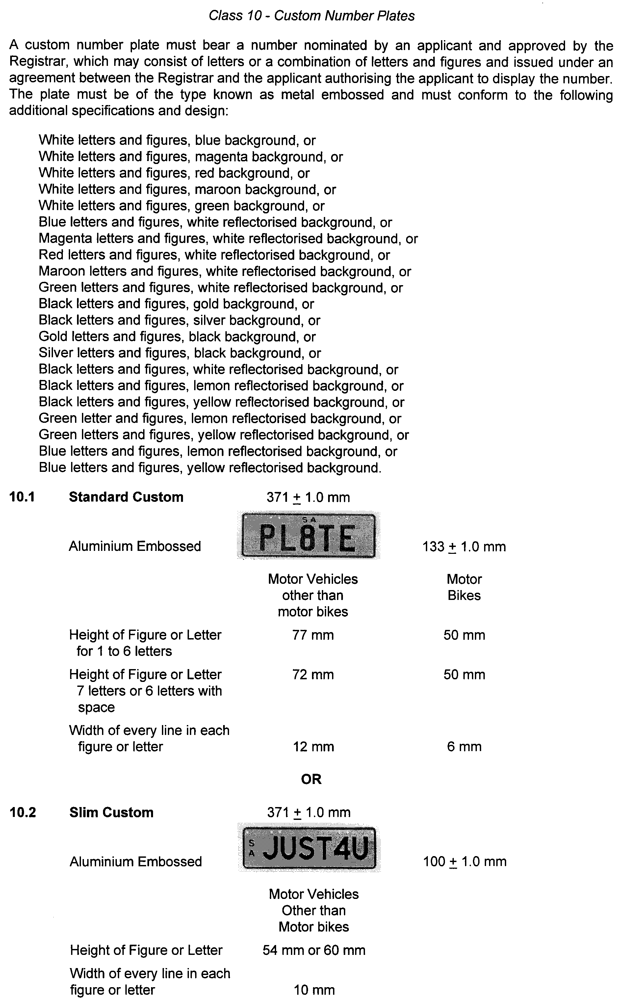 Class 10 - Custom Number Plates
A custom number plate must bear a number nominated by an applicant and approved by the
Registrar, which may consist of letters or a combination of letters and figures and issued under an
agreement between the Registrar and the applicant authorising the applicant to display the number.
The plate must be of the type known as metal embossed and must conform to the following
additional specifications and design:
White letters and figures, blue background, or
White letters and figures, magenta background, or
White letters and figures, red background, or
White letters and figures, maroon background, or
White letters and figures, green background, or
Blue letters and figures, white reflectorised background, or
Magenta letters and figures, white reflectorised background, or
Red letters and figures, white reflectorised background, or
Maroon letters and figures, white reflectorised background, or
Green letters and figures, white reflectorised background, or
Black letters and figures, gold background, or
Black letters and figures, silver background, or
Gold letters and figures, black background, or
Silver letters and figures, black background, or
Black letters and figures, white reflectorised background, or
Black letters and figures, lemon reflectorised background, or
Black letters and figures, yellow reflectorised background, or
Green letter and figures, lemon reflectorised background, or
Green letters and figures, yellow reflectorised background, or
Blue letters and figures, lemon reflectorised background, or
Blue letters and figures, yellow reflectorised background.
10.1 Standard Custom 371 ± 1.0 mm
SA
PL8TE
Aluminium Embossed 133 ± 1.0 mm
Motor Vehicles Motor
other than Bikes
motor bikes
Height of Figure or Letter 77 mm 50 mm
for 1 to 6 letters
Height of Figure or Letter 72 mm 50 mm
7 letters or 6 letters with
space
Width of every line in each
figure or letter 12 mm 6 mm
OR
10.2 Slim Custom 371 ± 1.0 mm
SA JUST4U
Aluminium Embossed 100 ± 1.0 mm
Motor Vehicles
Other than
Motor bikes
Height of Figure or Letter 54 mm or 60 mm
Width of every line in each
figure or letter 10 mm